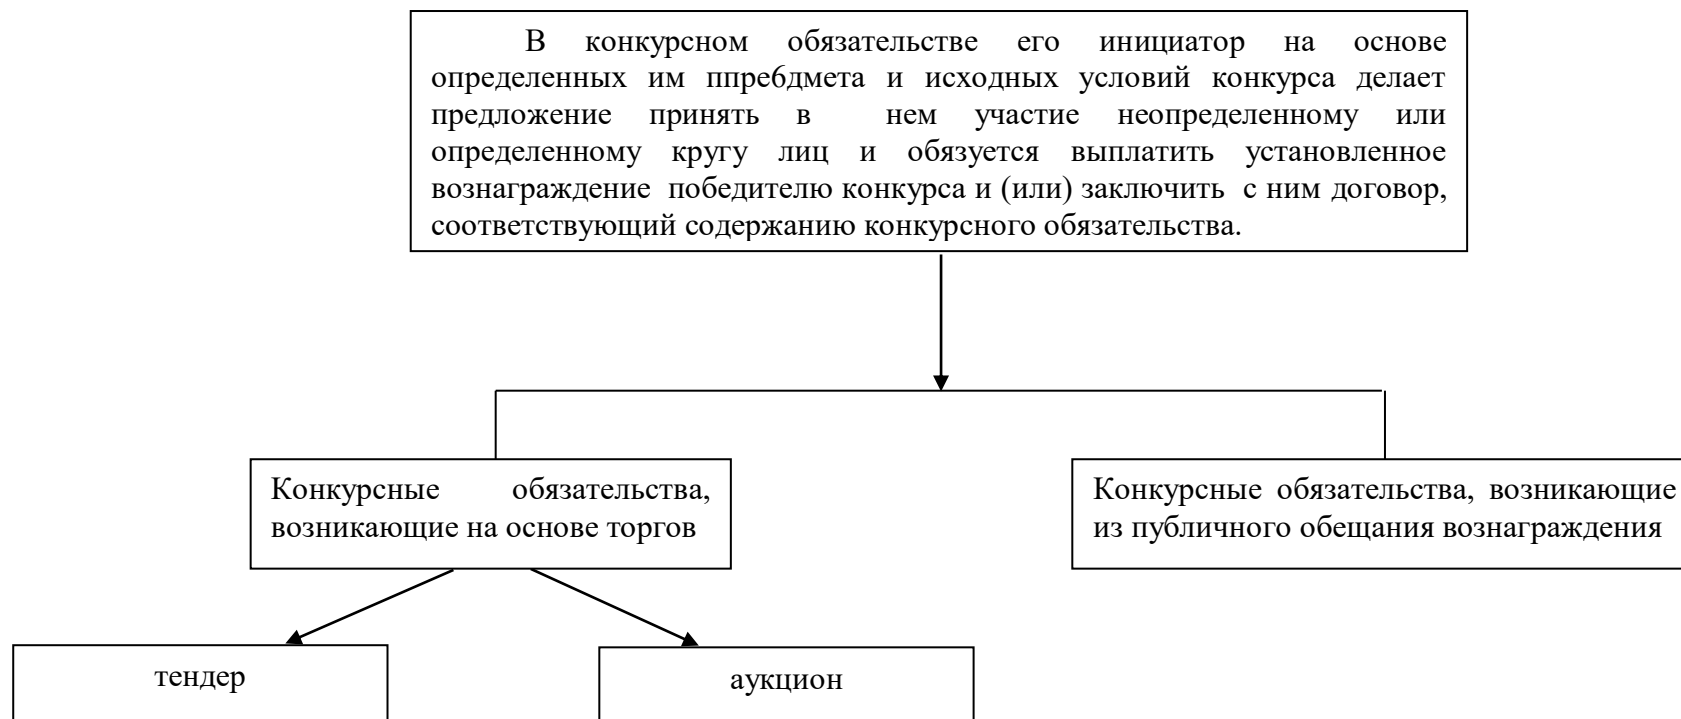 В конкурсном обязательстве его инициатор на основе
определенных им ппре6дмета и исходных условий конкурса делает
предложение принять в нем участие неопределенному или
определенному кругу лиц и обязуется выплатить установленное
вознаграждение победителю конкурса и (или) заключить с ним договор,
соответствующий содержанию конкурсного обязательства.
Конкурсные обязательства,
возникающие на основе торгов
Конкурсные обязательства, возникающие
из публичного обещания вознаграждения
тендер
аукцион